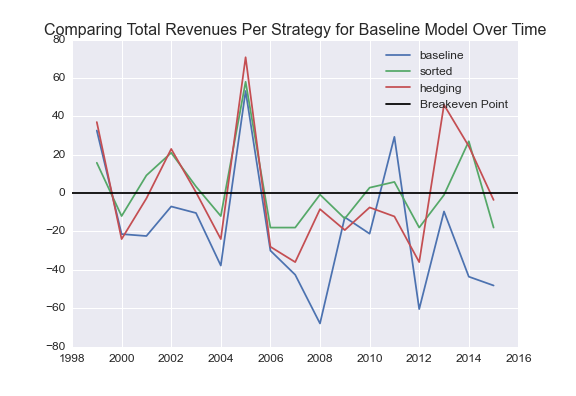 Comparing Total Revenues Per Strategy for Baseline Model Over Time
80
60
40
20
0
−20
−40
−60
−80
baseline
sorted
hedging
Breakeven Point
1998 2000 2002 2004 2006 2008 2010 2012 2014 2016